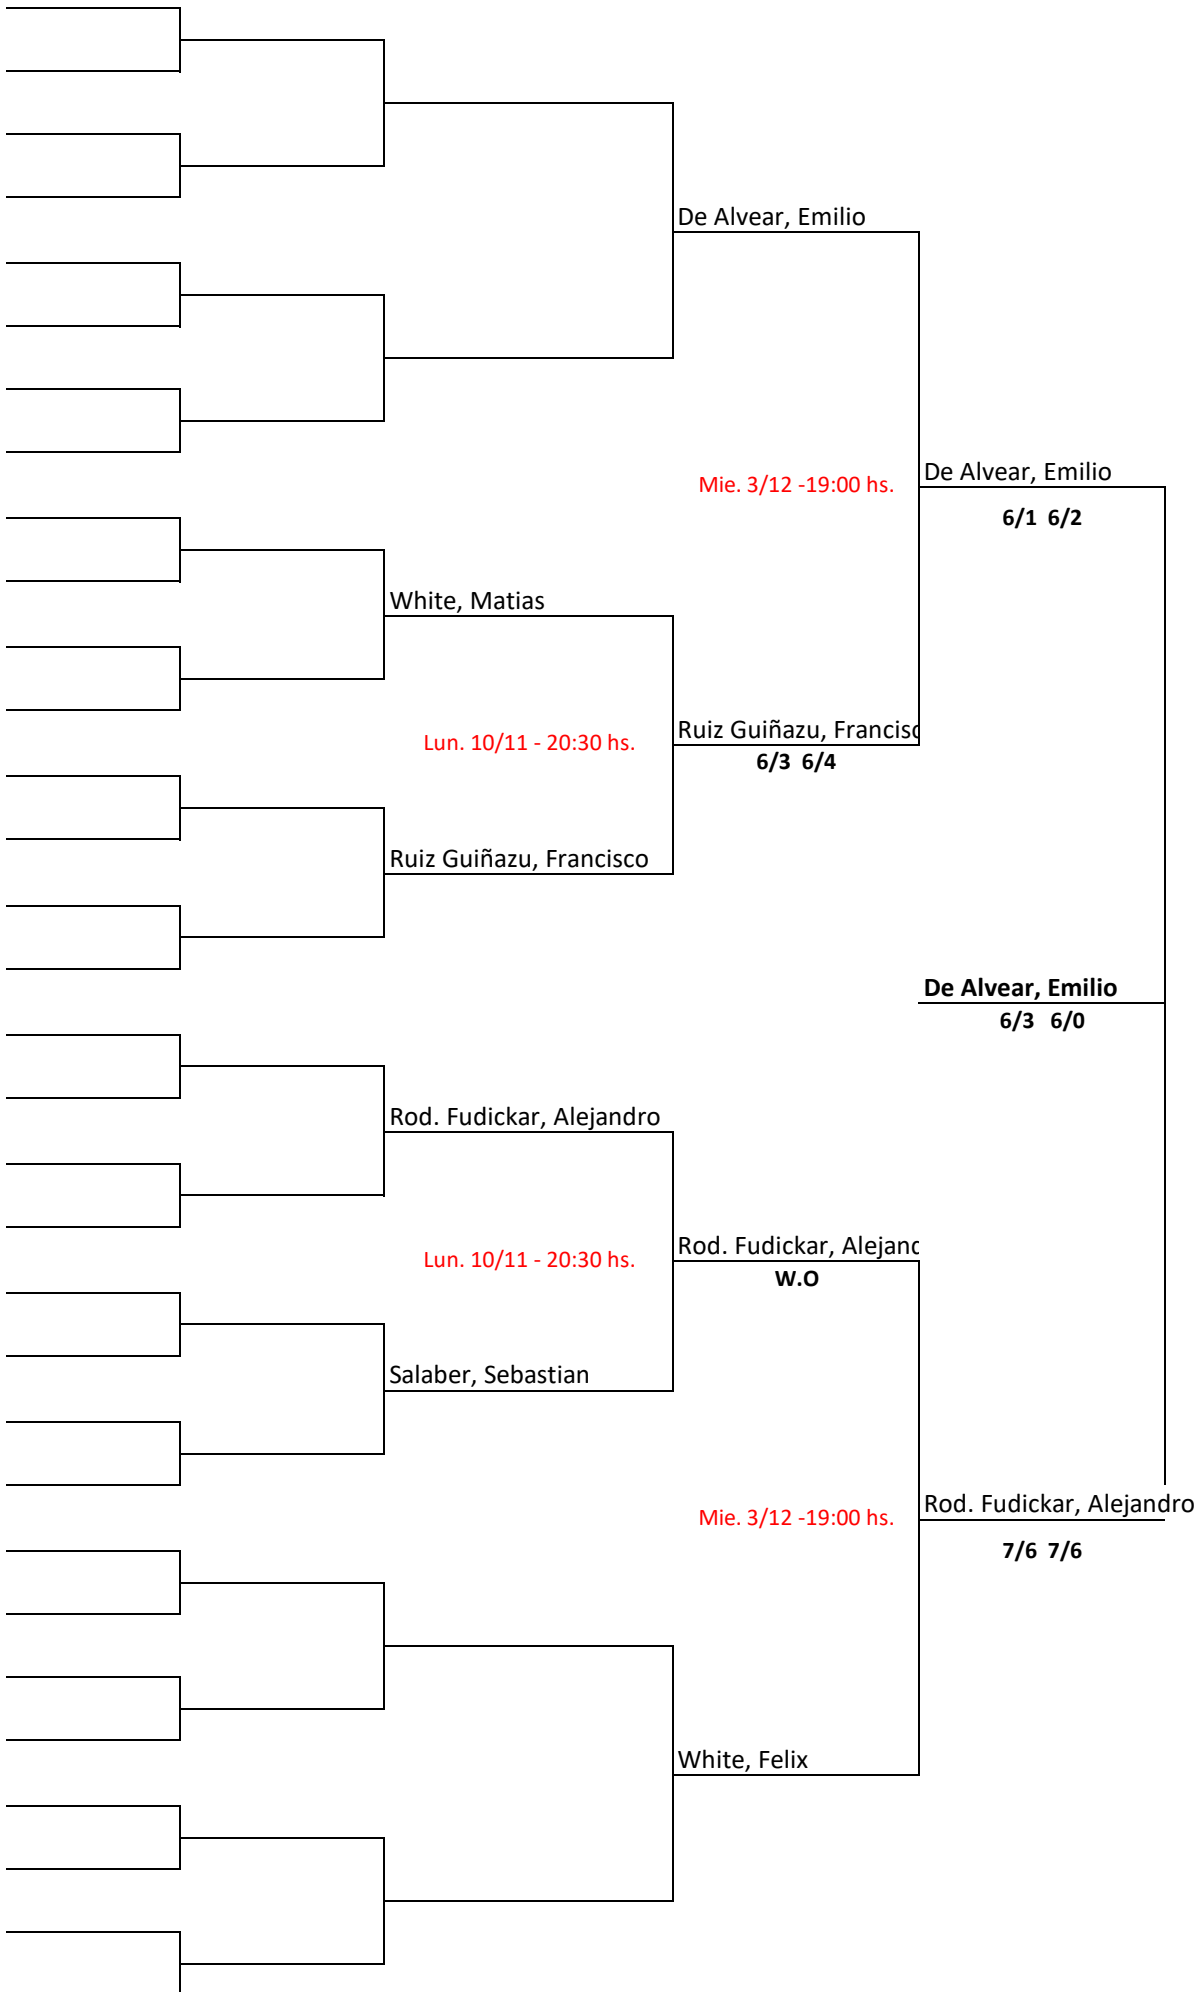 De Alvear, Emilio
Mie. 3/12 -19:00 hs.
De Alvear, Emilio
6/1 6/2
White, Matias
Lun. 10/11 - 20:30 hs.
Ruiz Guiñazu, Francisc
6/3 6/4
Ruiz Guiñazu, Francisco
De Alvear, Emilio
6/3 6/0
Rod. Fudickar, Alejandro
Lun. 10/11 - 20:30 hs.
Rod. Fudickar, Alejand
W.O
Salaber, Sebastian
Mie. 3/12 -19:00 hs.
Rod. Fudickar, Alejandro
7/6 7/6
White, Felix